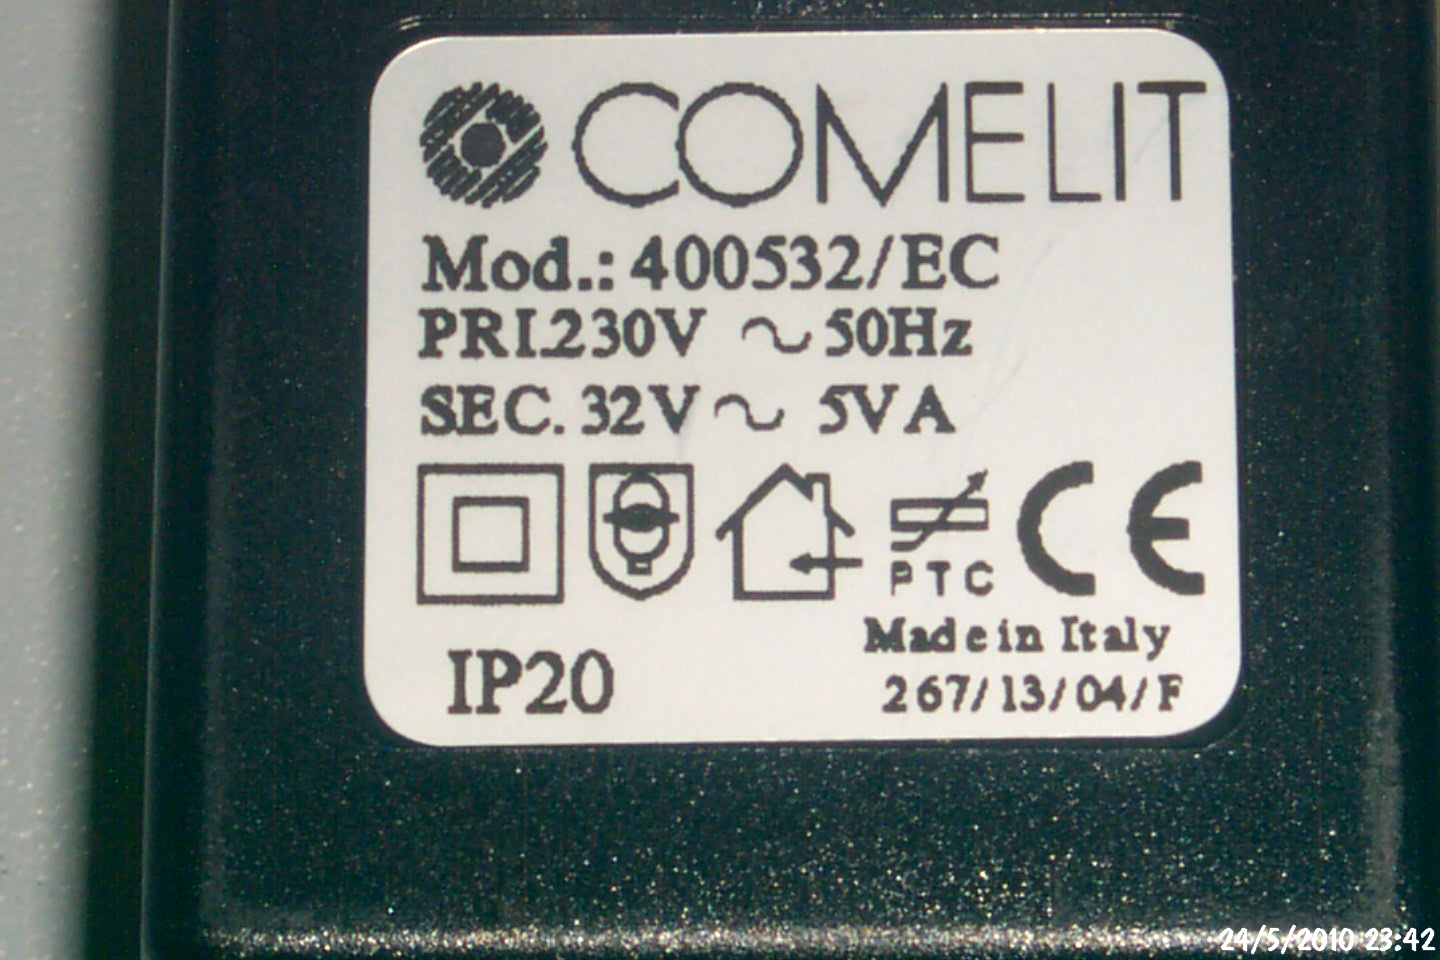 COMELIT
Mod.: 400532/EC
PRI.230V ~ 50Hz
SEC. 32V ~ 5VA
PTC CE
Made in Italy
IP20
267/13/04/F
24/5/2010 23:42